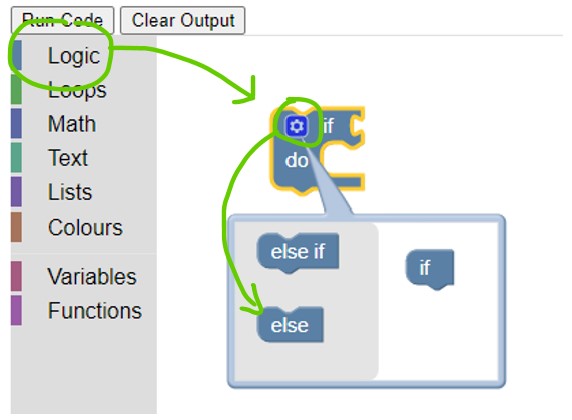 Run Code
Clear Output
Logic
Loops
Math
Text
Lists
Colours
Variables
Functions
if
do
else if
if
else